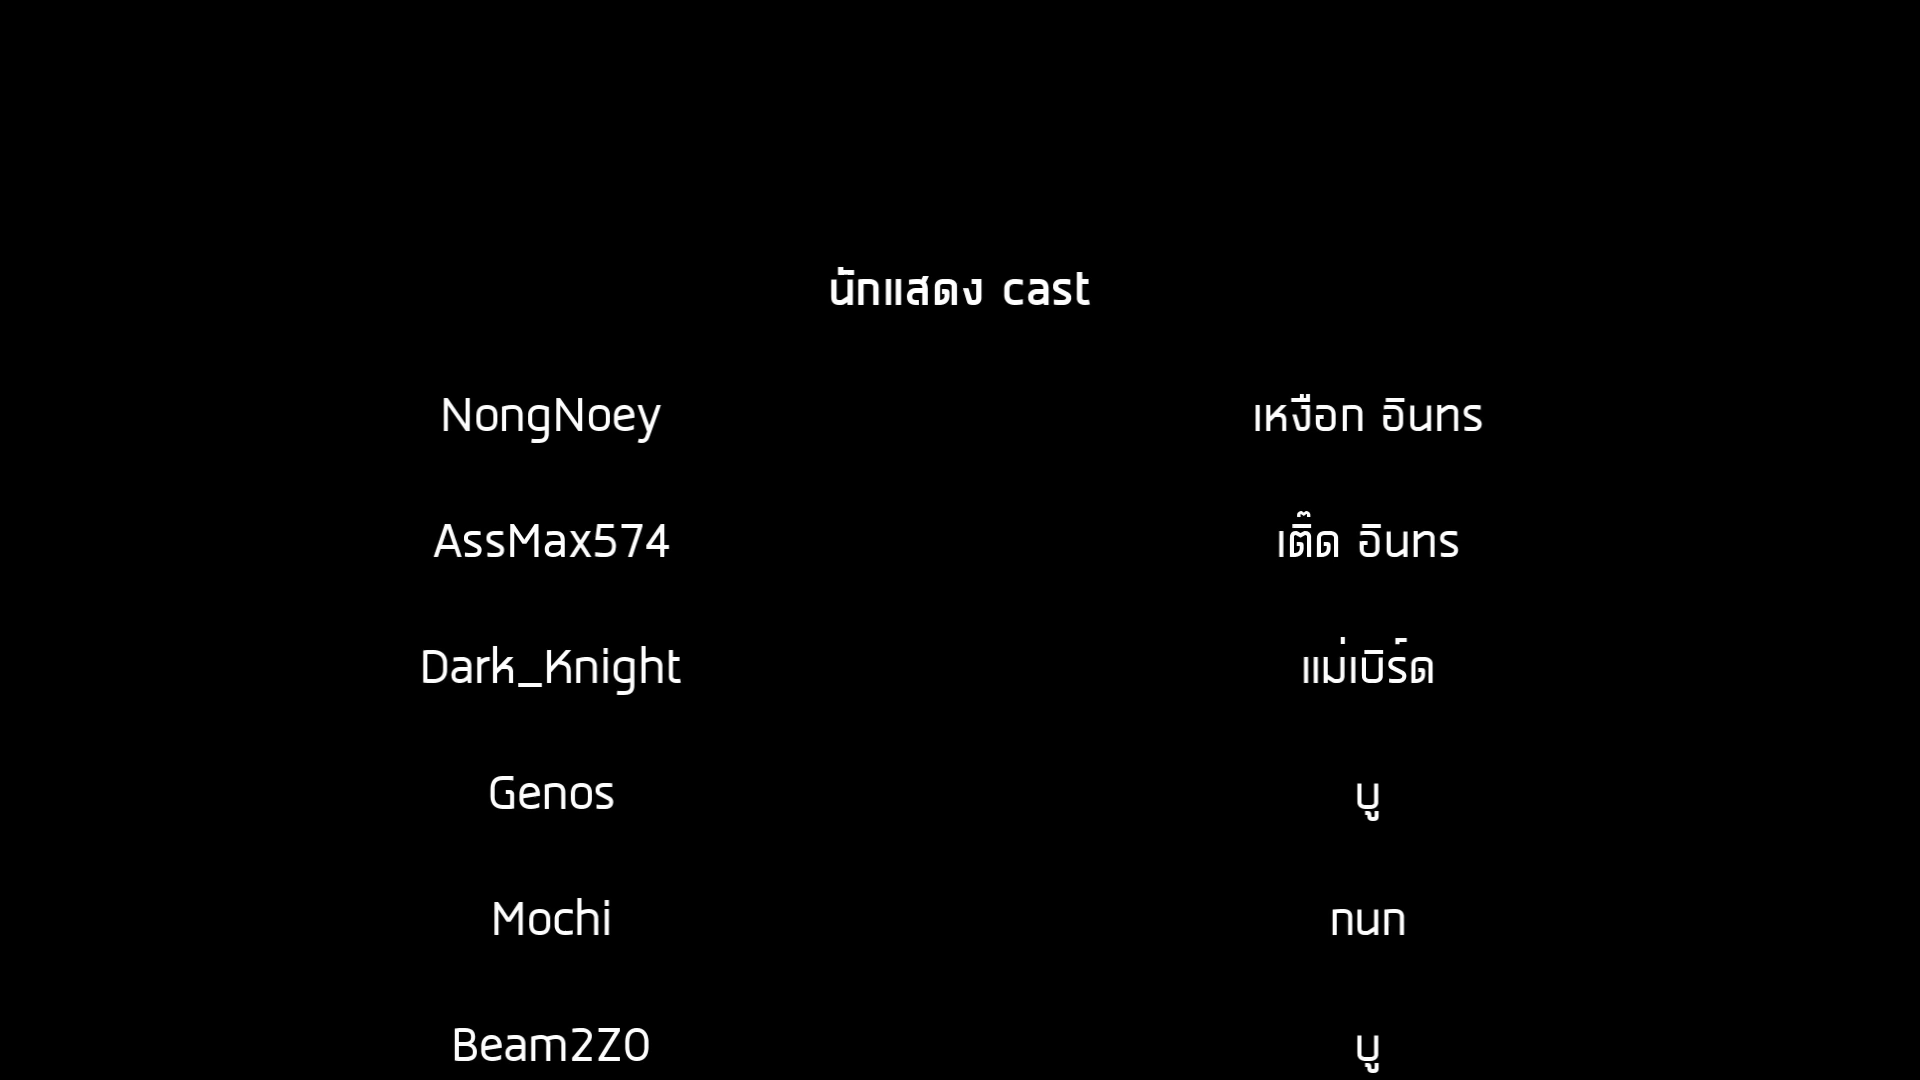 นักแสดง cast
NongNoey เหงือก อินทร
AssMax574 เติ๊ด อินทร
Dark_Knight แม่เบิร์ด
Genos บู
Mochi กนก
Beam2Z0 บู